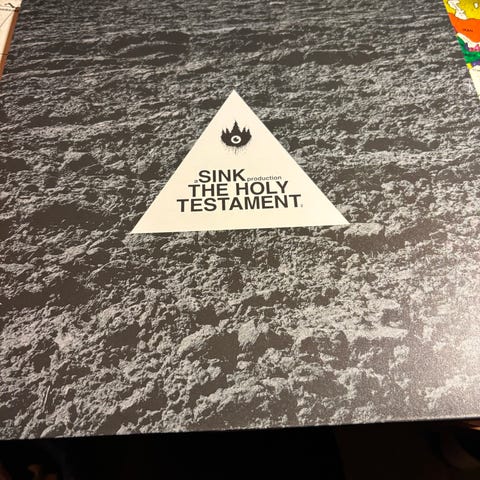 a SINK production
THE HOLY
TESTAMENT